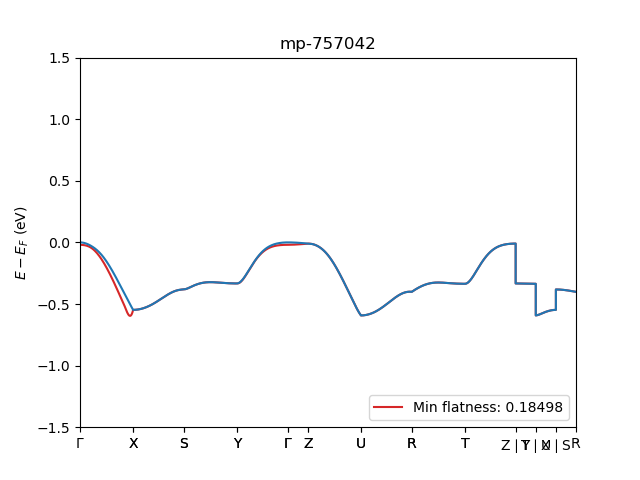 mp-757042
1.5
1.0
0.5
0.0
−0.5
−1.0
−1.5
E − E_F (eV)
Min flatness: 0.18498
Γ X S Y Γ Z U R T Z | T | | S R